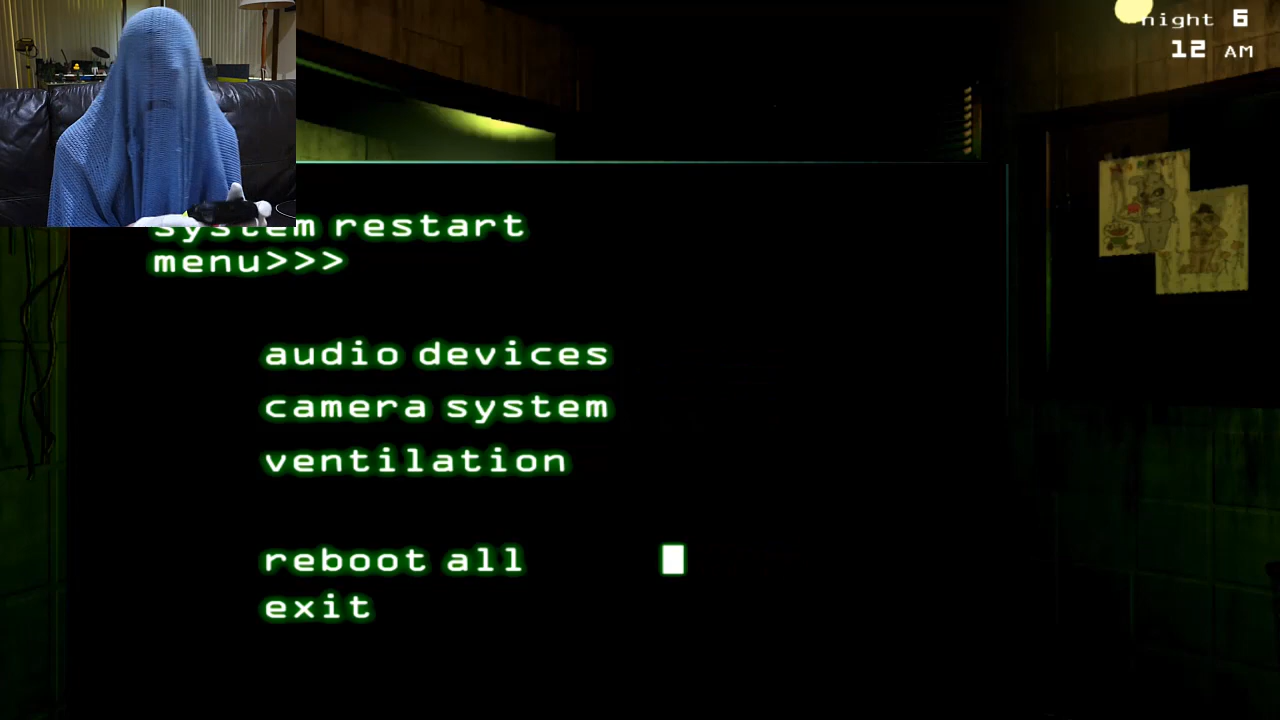 night 6
12 AM
system restart
menu>>>
audio devices
camera system
ventilation
reboot all
exit